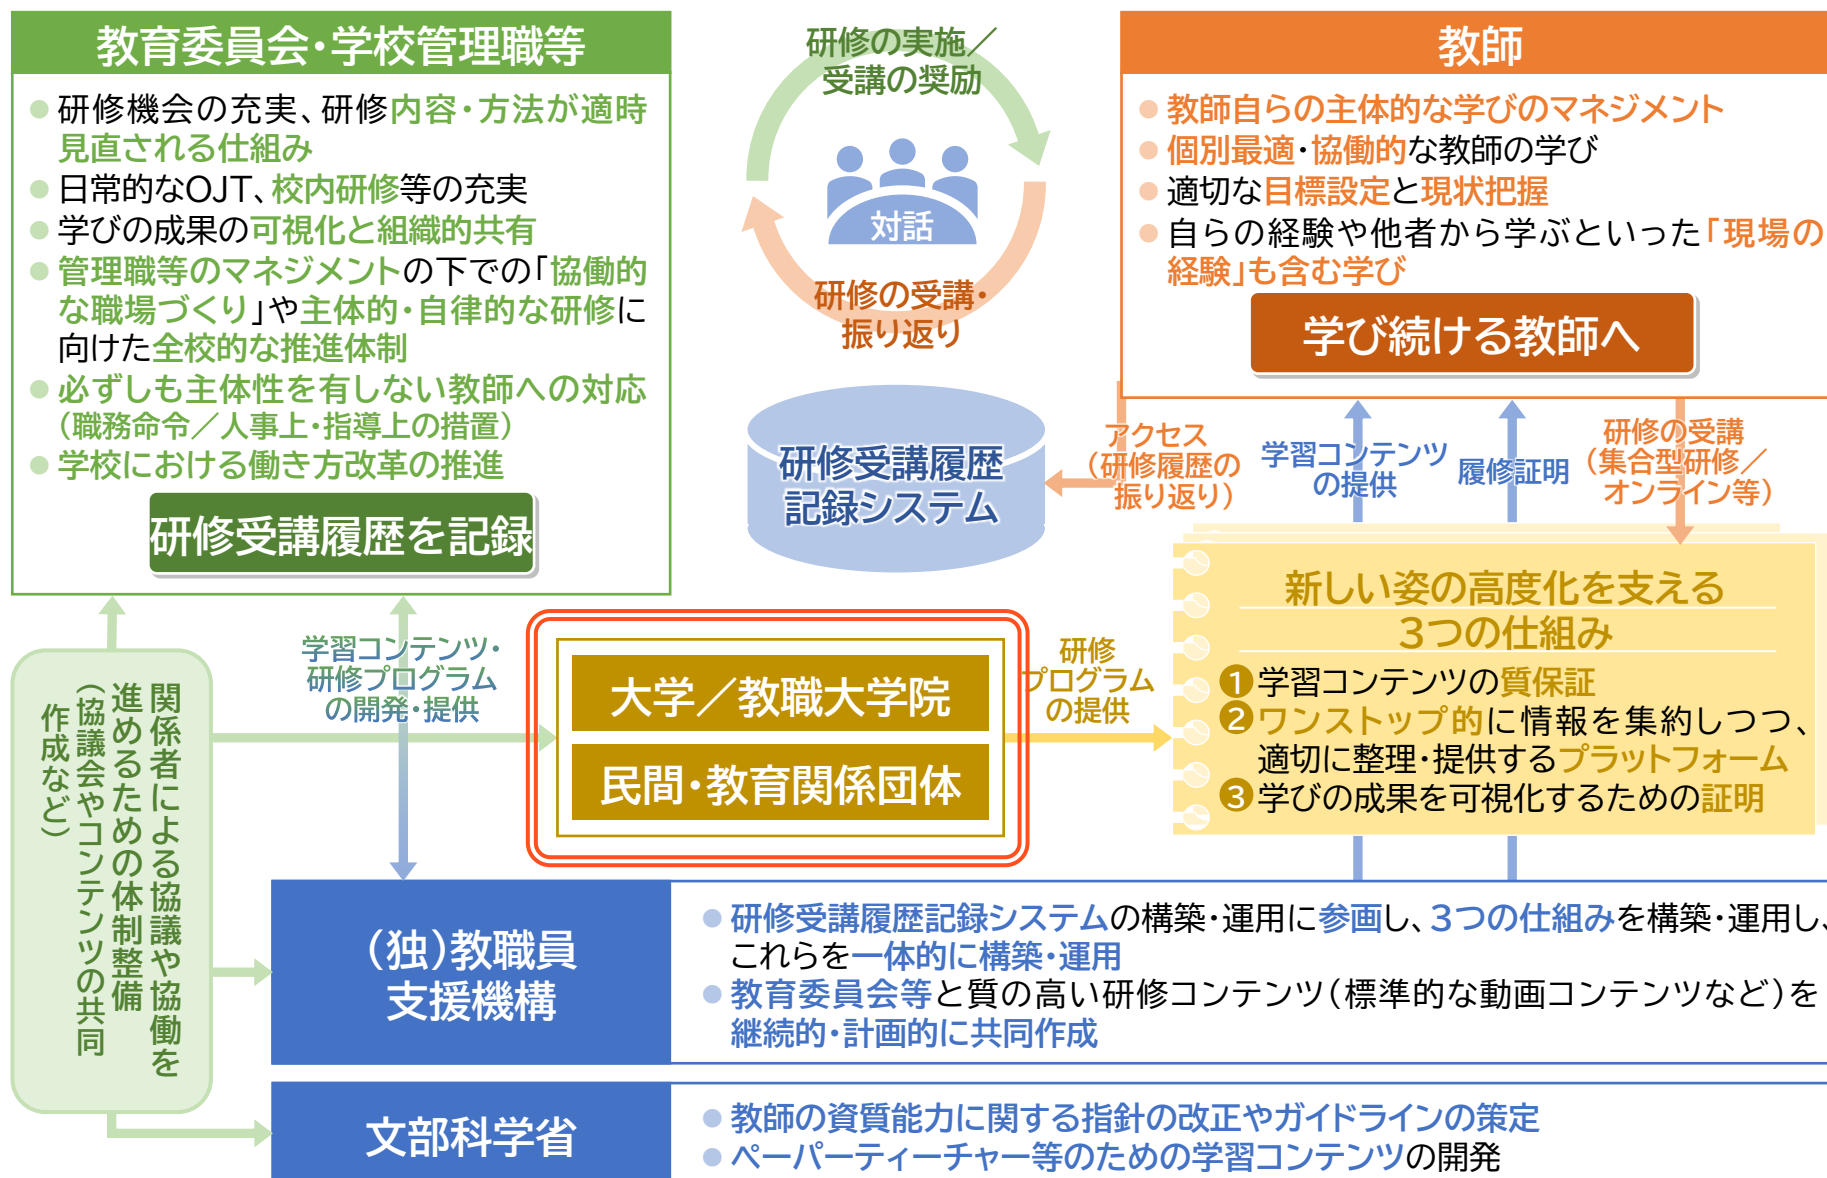 教育委員会・学校管理職等
研修機会の充実、研修内容・方法が適時
見直される仕組み
日常的なOJT、校内研修等の充実
学びの成果の可視化と組織的共有
管理職等のマネジメントの下での「協働的
な職場づくり」や主体的・自律的な研修に
向けた全校的な推進体制
必ずしも主体性を有しない教師への対応
（職務命令／人事上・指導上の措置）
学校における働き方改革の推進
研修受講履歴を記録
研修の実施／
受講の奨励
対話
研修の受講・
振り返り
研修受講履歴
記録システム
教師
教師自らの主体的な学びのマネジメント
個別最適・協働的な教師の学び
適切な目標設定と現状把握
自らの経験や他者から学ぶといった「現場の
経験」も含む学び
学び続ける教師へ
アクセス
（研修履歴の
振り返り）
学習コンテンツ
の提供
履修証明
研修の受講
（集合型研修／
オンライン等）
新しい姿の高度化を支える
３つの仕組み
❶学習コンテンツの質保証
❷ワンストップ的に情報を集約しつつ、
適切に整理・提供するプラットフォーム
❸学びの成果を可視化するための証明
関係者による協議や協働を
進めるための体制整備
（協議会やコンテンツの共同
作成など）
学習コンテンツ・
研修プログラム
の開発・提供
大学／教職大学院
民間・教育関係団体
研修
プログラム
の提供
（独）教職員
支援機構
研修受講履歴記録システムの構築・運用に参画し、３つの仕組みを構築・運用し、
これらを一体的に構築・運用
教育委員会等と質の高い研修コンテンツ（標準的な動画コンテンツなど）を
継続的・計画的に共同作成
文部科学省
教師の資質能力に関する指針の改正やガイドラインの策定
ペーパーティーチャー等のための学習コンテンツの開発